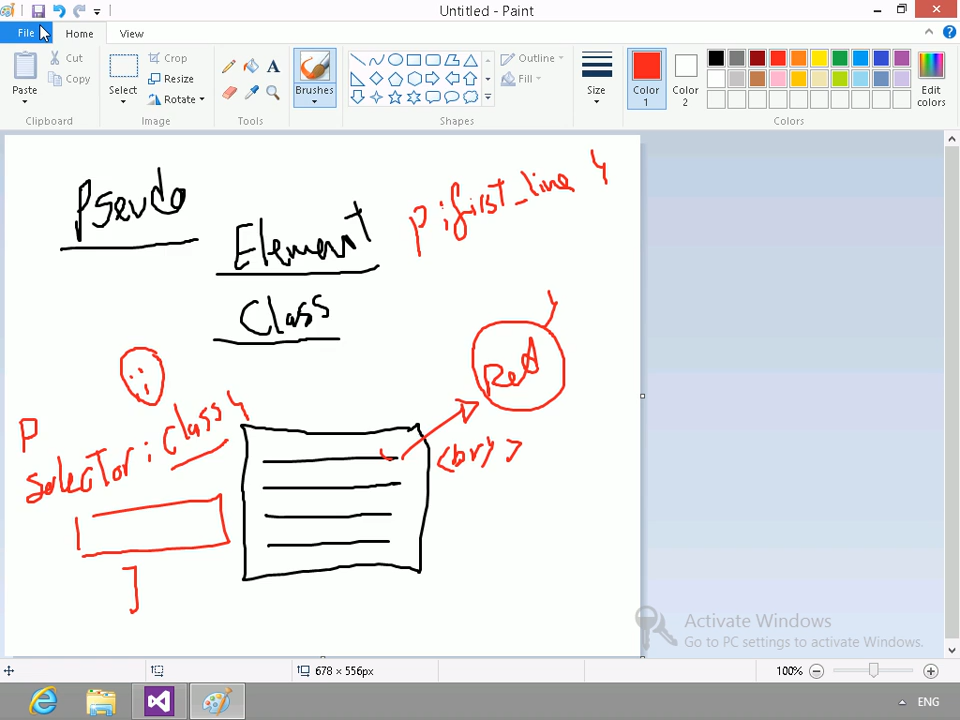 Untitled - Paint
File Home View
Paste
Cut
Copy
Clipboard
Select
Crop
Resize
Rotate
Image
Tools
Brushes
Shapes
Outline
Fill
Size
Color 1
Color 2
Edit colors
Colors
Pseudo
Element
Class
p :first_line {
Red
P
selector : class {
<br/>
}
Activate Windows
Go to PC settings to activate Windows.
678 × 556px
100%
ENG